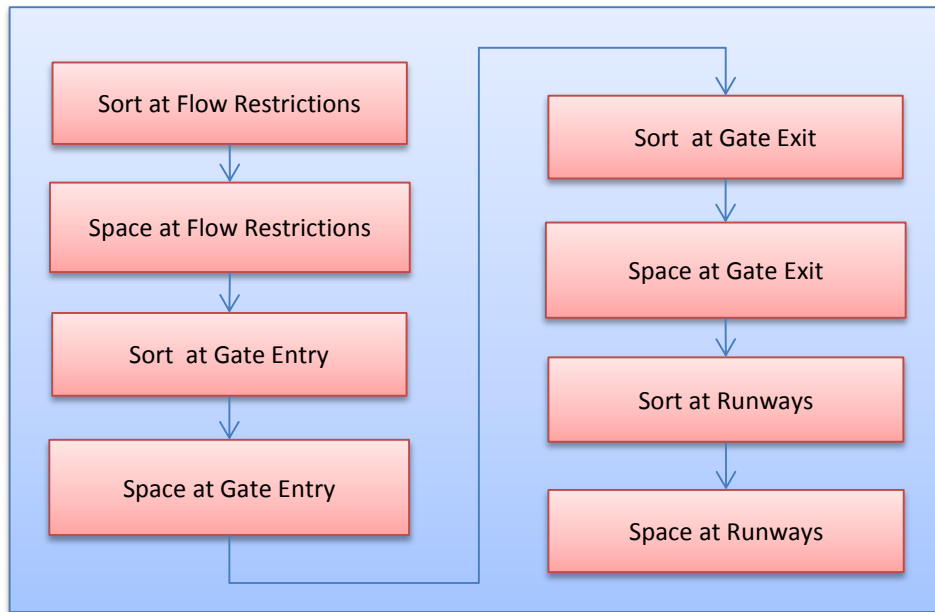 Sort at Flow Restrictions
Space at Flow Restrictions
Sort at Gate Entry
Space at Gate Entry
Sort at Gate Exit
Space at Gate Exit
Sort at Runways
Space at Runways